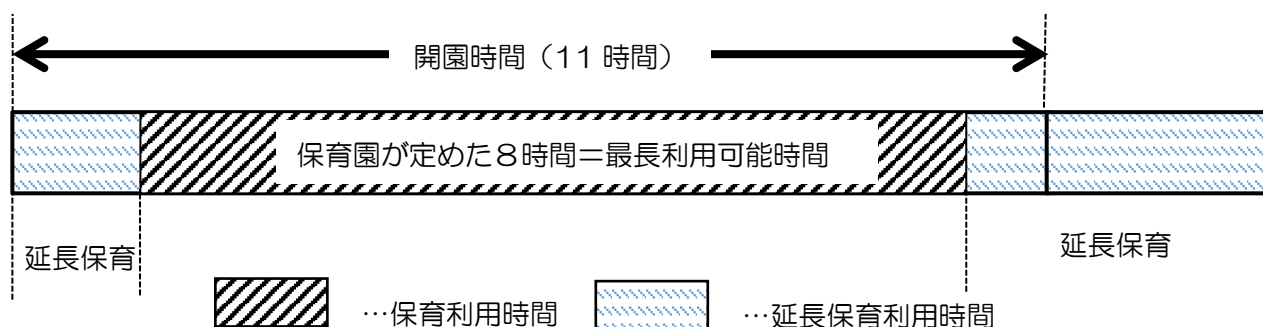 開園時間（11 時間）
保育園が定めた８時間＝最長利用可能時間
延長保育
延長保育
…保育利用時間
…延長保育利用時間